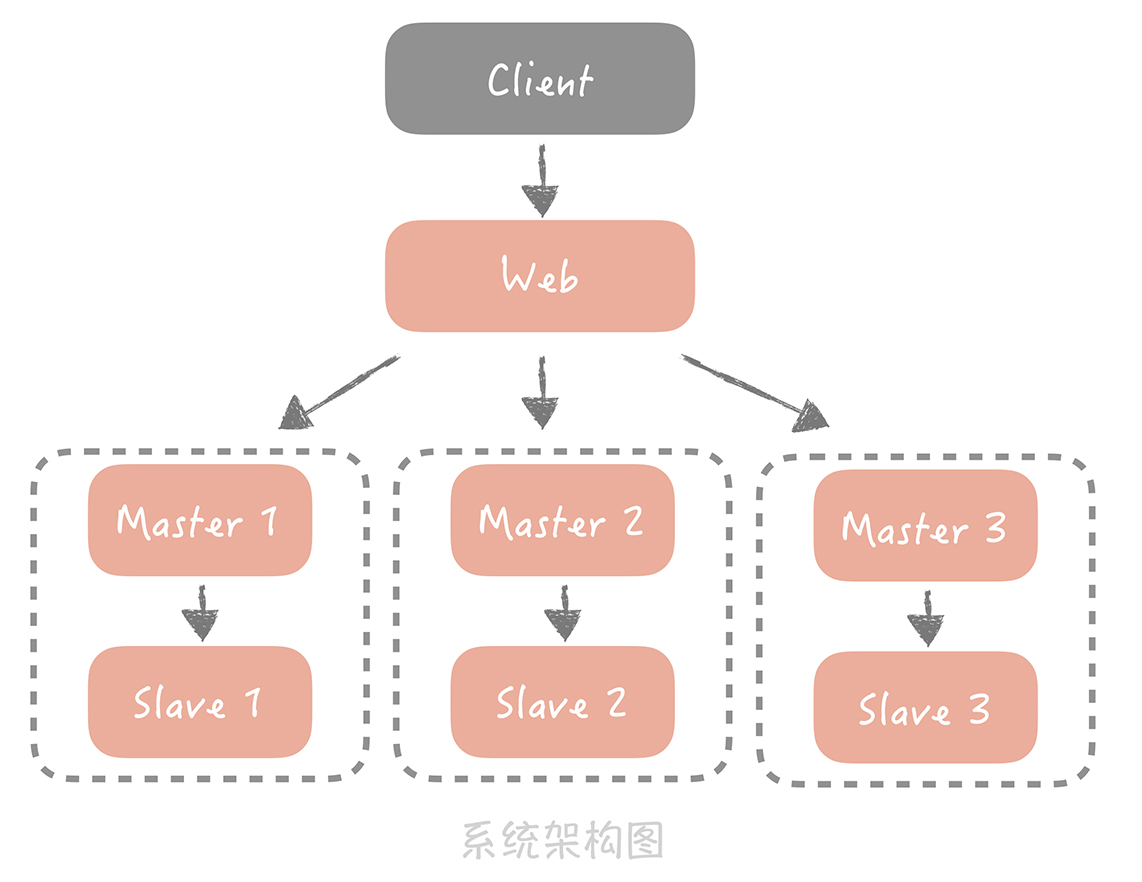 Client
Web
Master 1
Master 2
Master 3
Slave 1
Slave 2
Slave 3
系统架构图